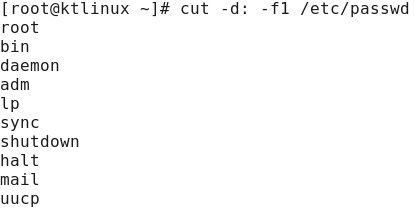 [root@ktlinux ~]# cut -d: -f1 /etc/passwd
root
bin
daemon
adm
lp
sync
shutdown
halt
mail
uucp